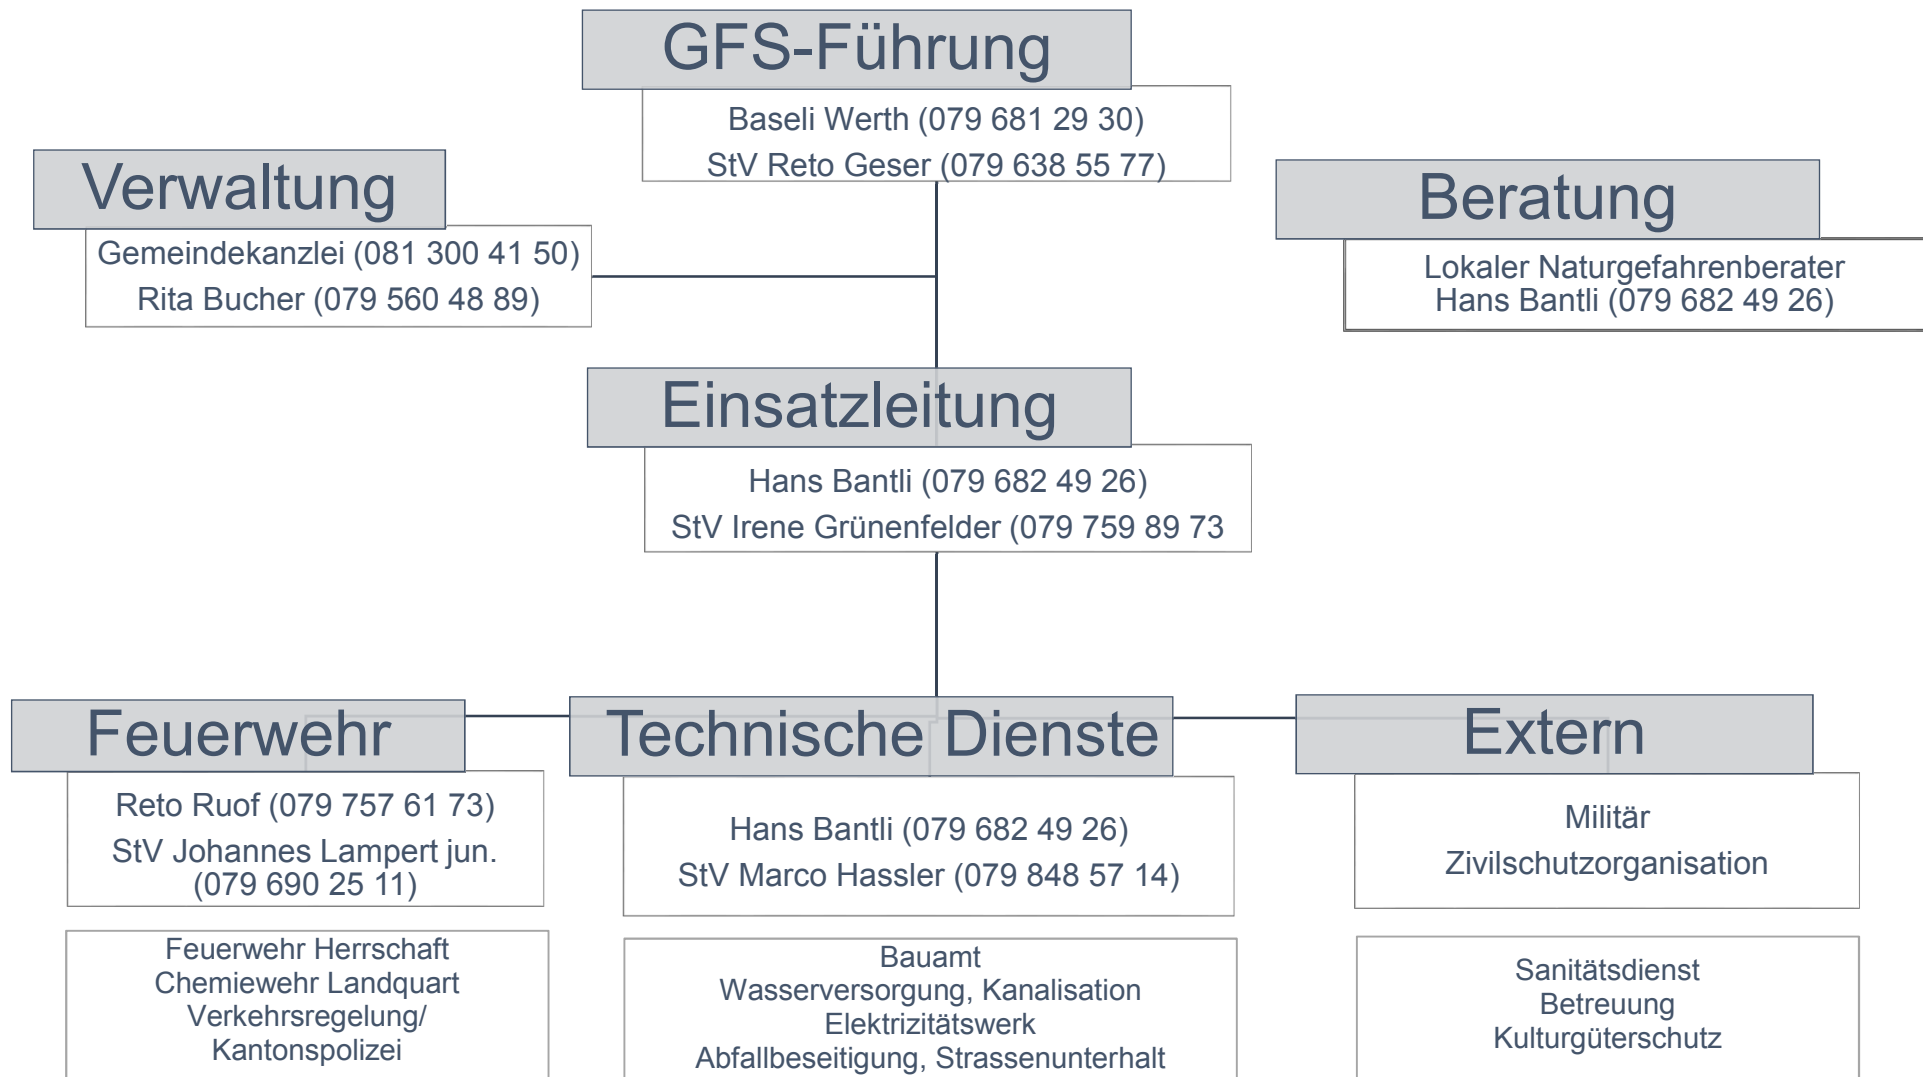 GFS-Führung
Baseli Werth (079 681 29 30)
StV Reto Geser (079 638 55 77)
Verwaltung
Gemeindekanzlei (081 300 41 50)
Rita Bucher (079 560 48 89)
Beratung
Lokaler Naturgefahrenberater
Hans Bantli (079 682 49 26)
Einsatzleitung
Hans Bantli (079 682 49 26)
StV Irene Grünenfelder (079 759 89 73
Feuerwehr
Reto Ruof (079 757 61 73)
StV Johannes Lampert jun.
(079 690 25 11)
Feuerwehr Herrschaft
Chemiewehr Landquart
Verkehrsregelung/
Kantonspolizei
Technische Dienste
Hans Bantli (079 682 49 26)
StV Marco Hassler (079 848 57 14)
Bauamt
Wasserversorgung, Kanalisation
Elektrizitätswerk
Abfallbeseitigung, Strassenunterhalt
Extern
Militär
Zivilschutzorganisation
Sanitätsdienst
Betreuung
Kulturgüterschutz